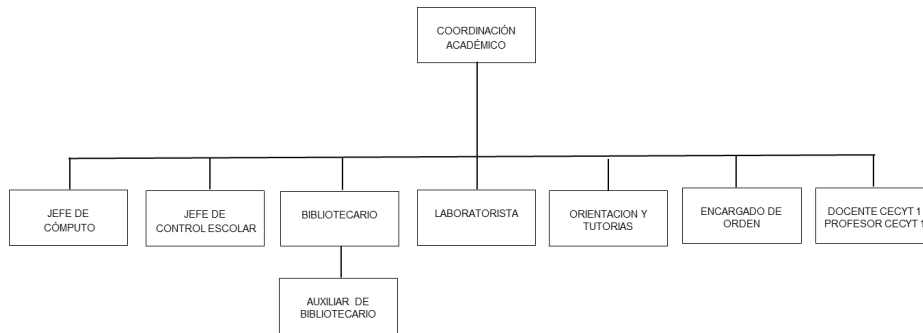 COORDINACIÓN
ACADÉMICO
JEFE DE
CÓMPUTO
JEFE DE
CONTROL ESCOLAR
BIBLIOTECARIO
LABORATORISTA
ORIENTACION Y
TUTORIAS
ENCARGADO DE
ORDEN
DOCENTE CECYT 1
PROFESOR CECYT 1
AUXILIAR DE
BIBLIOTECARIO